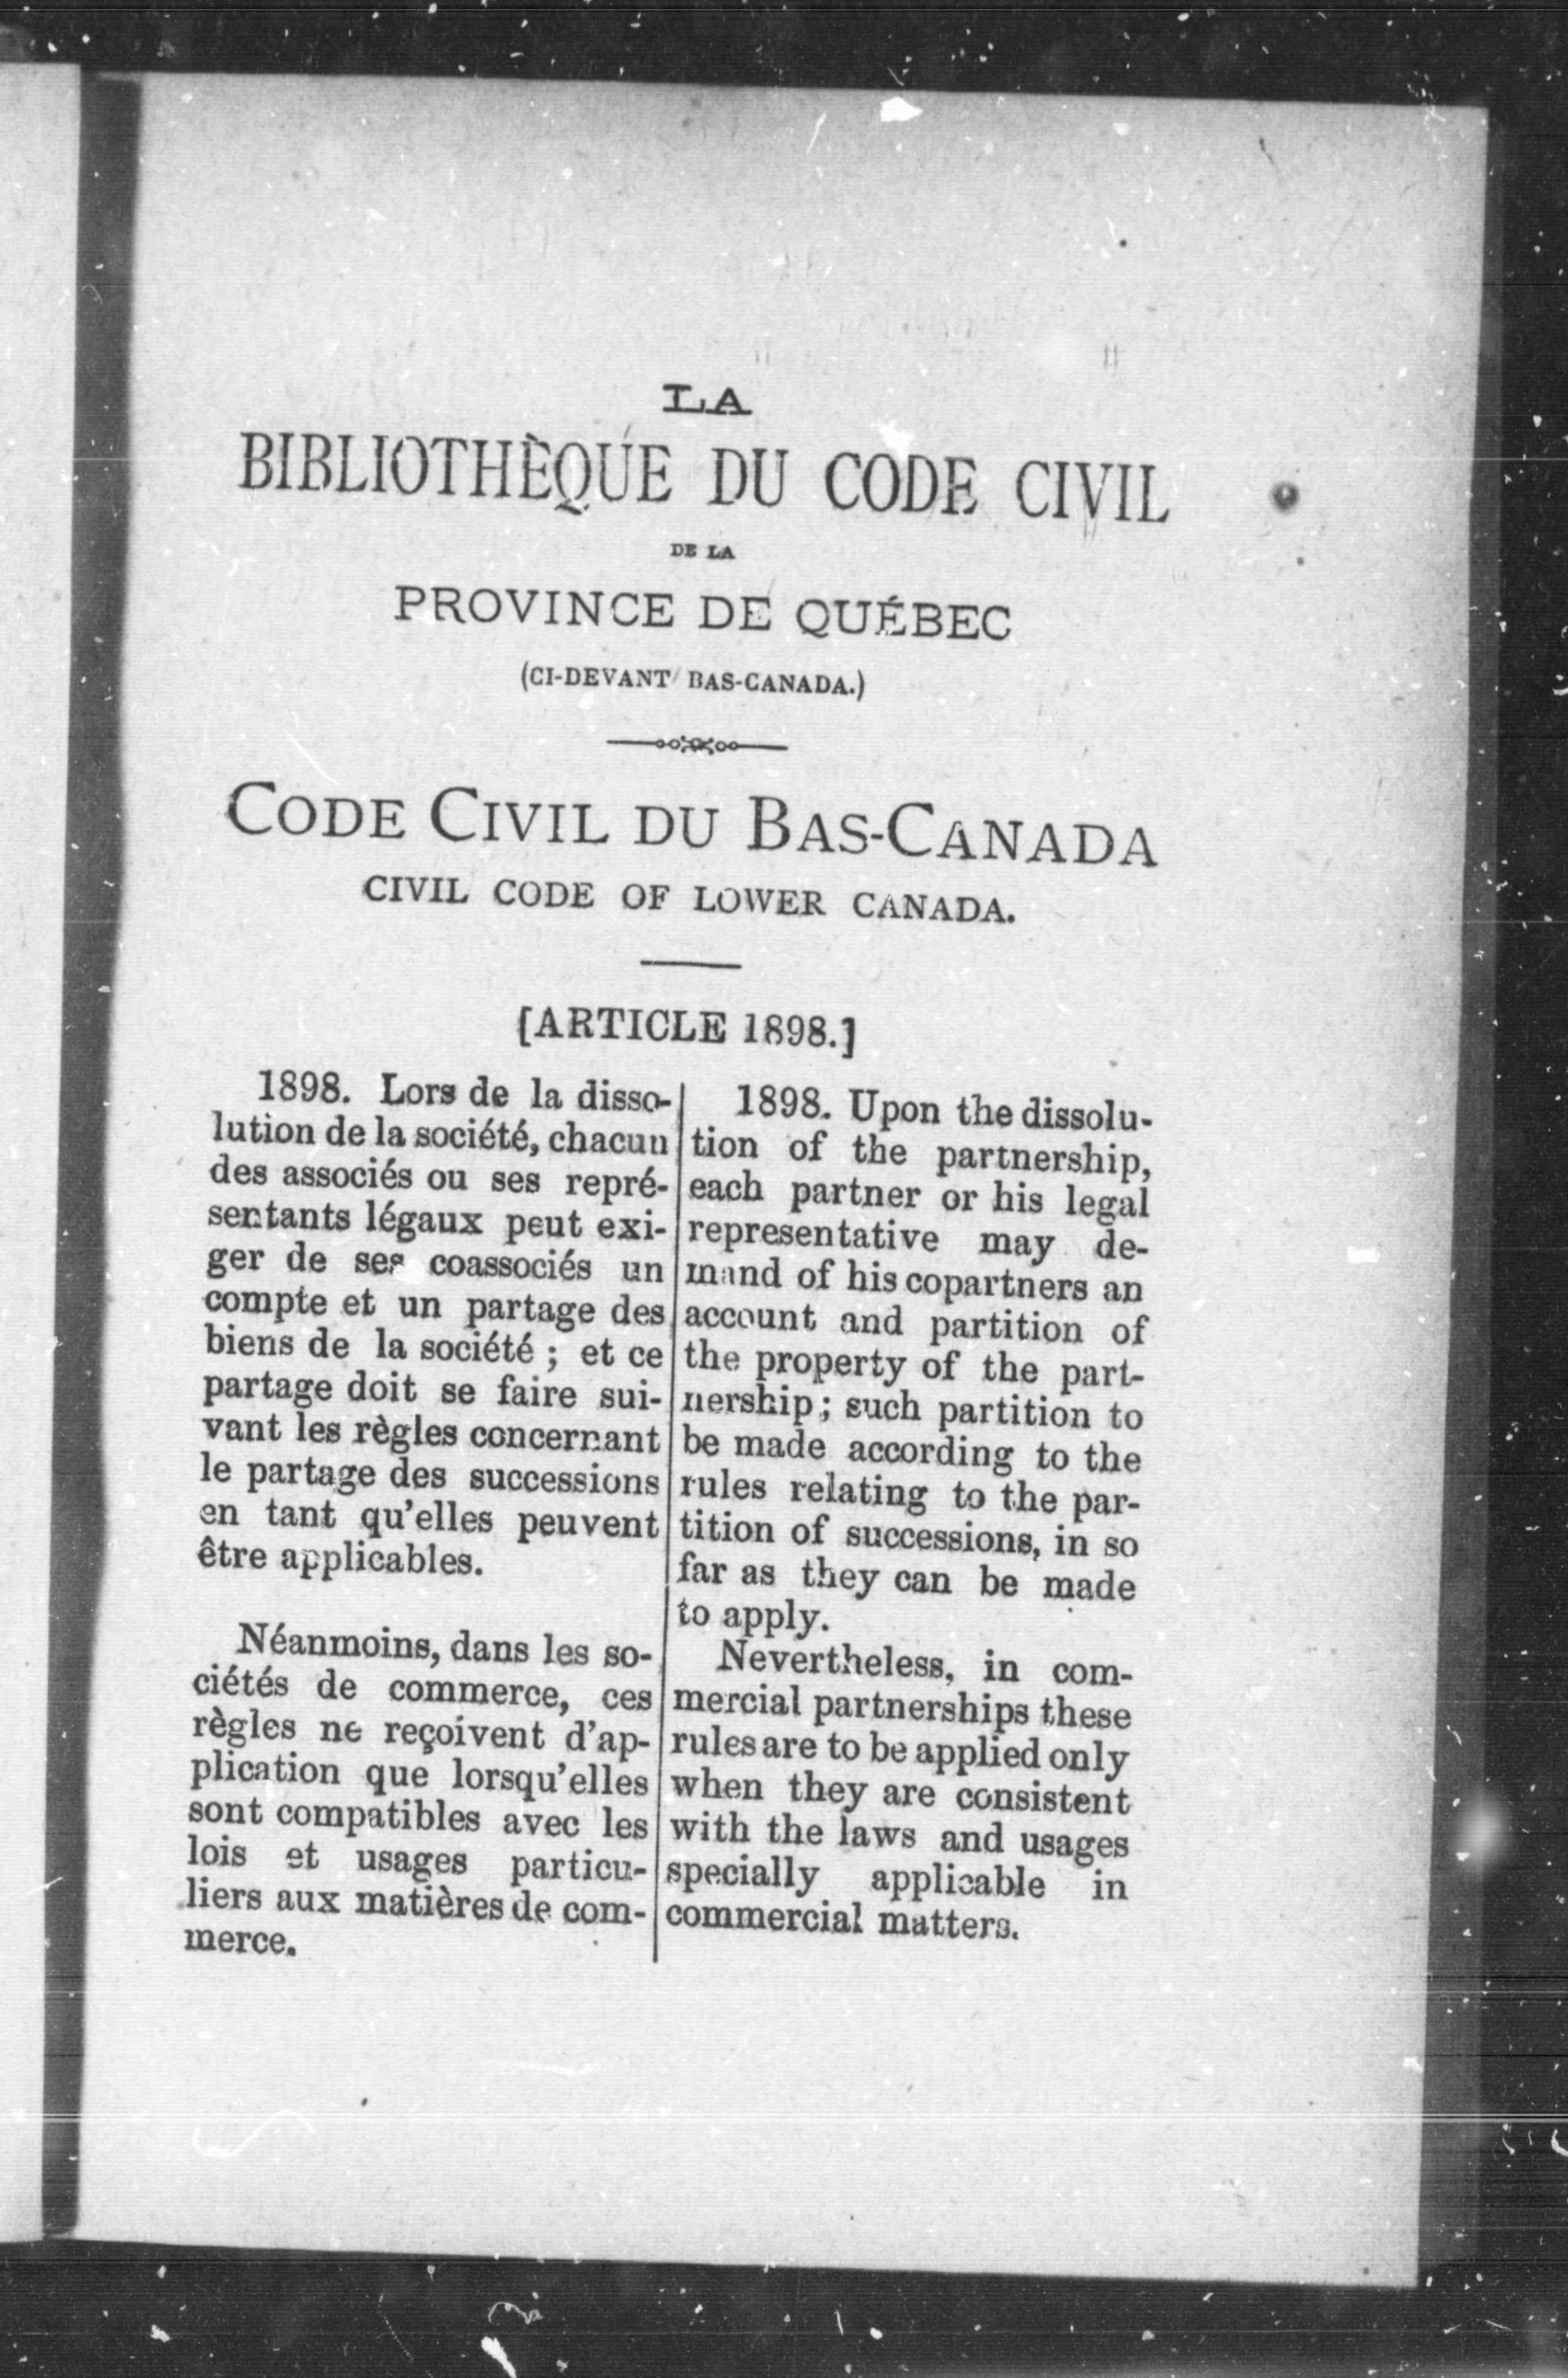 LA
BIBLIOTHÈQUE DU CODE CIVIL
DE LA
PROVINCE DE QUÉBEC
(CI-DEVANT BAS-CANADA.)
CODE CIVIL DU BAS-CANADA
CIVIL CODE OF LOWER CANADA.
[ARTICLE 1898.]
1898. Lors de la disso-
lution de la société, chacun
des associés ou ses repré-
sentants légaux peut exi-
ger de ses coassociés un
compte et un partage des
biens de la société ; et ce
partage doit se faire sui-
vant les règles concernant
le partage des successions
en tant qu'elles peuvent
être applicables.
Néanmoins, dans les so-
ciétés de commerce, ces
règles ne reçoivent d'ap-
plication que lorsqu'elles
sont compatibles avec les
lois et usages particu-
liers aux matières de com-
merce.
1898. Upon the dissolu-
tion of the partnership,
each partner or his legal
representative may de-
mand of his copartners an
account and partition of
the property of the part-
nership ; such partition to
be made according to the
rules relating to the par-
tition of successions, in so
far as they can be made
to apply.
Nevertheless, in com-
mercial partnerships these
rules are to be applied only
when they are consistent
with the laws and usages
specially applicable in
commercial matters.